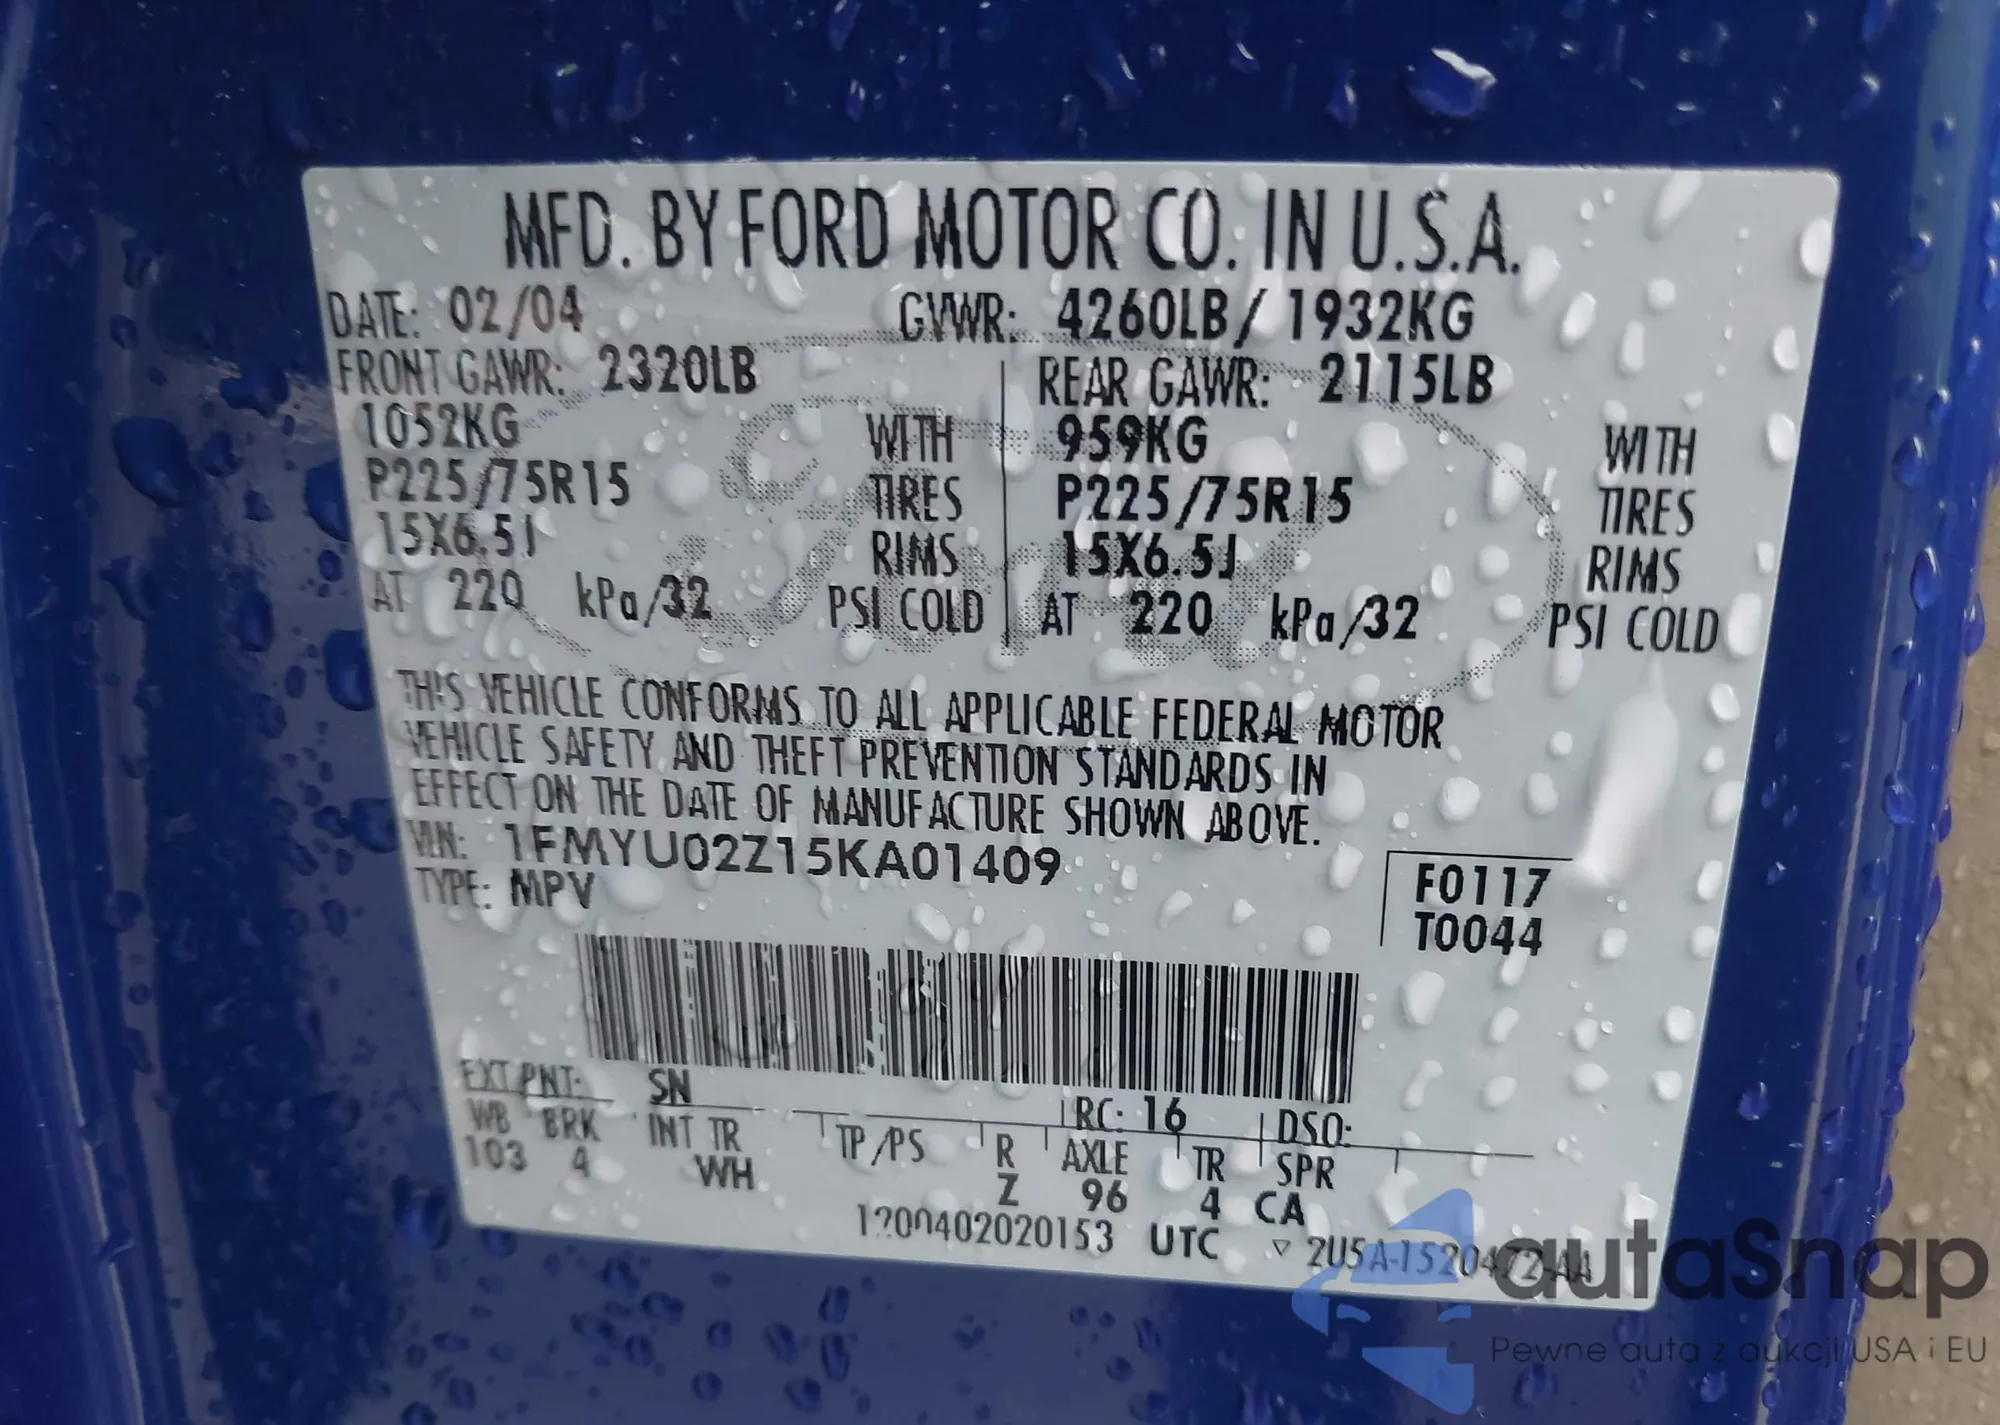 MFD. BY FORD MOTOR CO. IN U.S.A.
DATE: 02/04 GVWR: 4260LB/ 1932KG
FRONT GAWR: 2320LB REAR GAWR: 2115LB
1052KG WITH 959KG WITH
P225/75R15 TIRES P225/75R15 TIRES
15X6.5J RIMS 15X6.5J RIMS
AT 220 kPa/32 PSI COLD AT 220 kPa/32 PSI COLD
THIS VEHICLE CONFORMS TO ALL APPLICABLE FEDERAL MOTOR
VEHICLE SAFETY AND THEFT PREVENTION STANDARDS IN
EFFECT ON THE DATE OF MANUFACTURE SHOWN ABOVE.
VIN: 1FMYU02Z15KA01409
TYPE: MPV
F0117
T0044
EXT PNT: SN RC: 16 DSO:
WB BRK INT TR TP/PS R AXLE TR SPR
103 4 WH Z 96 4 CA
1200402020153 UTC ▽ 2U5A-1520472-AA
autaSnap
Pewne auta z aukcji USA i EU